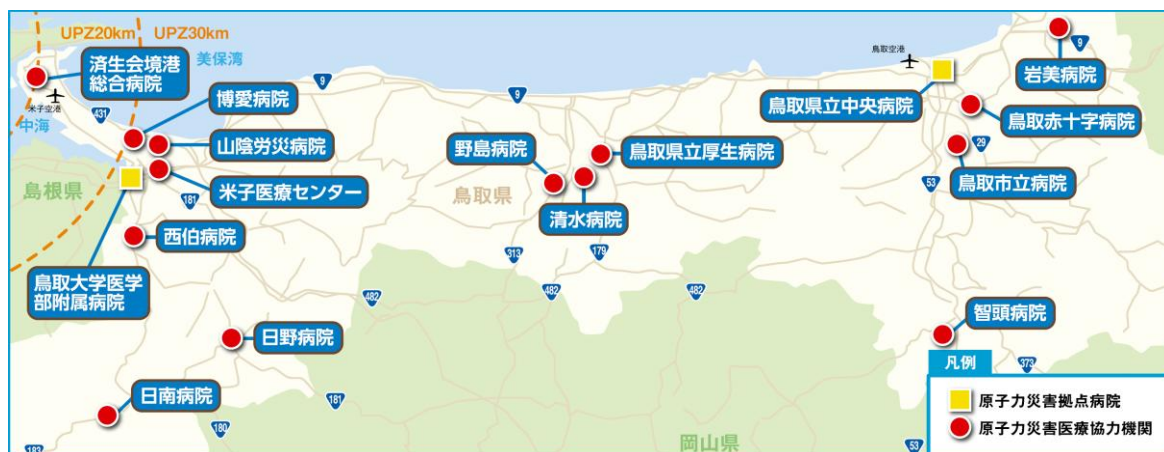 UPZ20km
UPZ30km
美保湾
済生会境港
総合病院
米子空港
中海
431
9
博愛病院
山陰労災病院
米子医療センター
島根県
181
西伯病院
鳥取大学医学
部附属病院
日野病院
日南病院
183
180
181
482
9
野島病院
鳥取県立厚生病院
清水病院
鳥取県
313
179
482
482
岡山県
鳥取空港
鳥取県立中央病院
岩美病院
9
鳥取赤十字病院
29
鳥取市立病院
53
智頭病院
373
53
凡例
原子力災害拠点病院
原子力災害医療協力機関